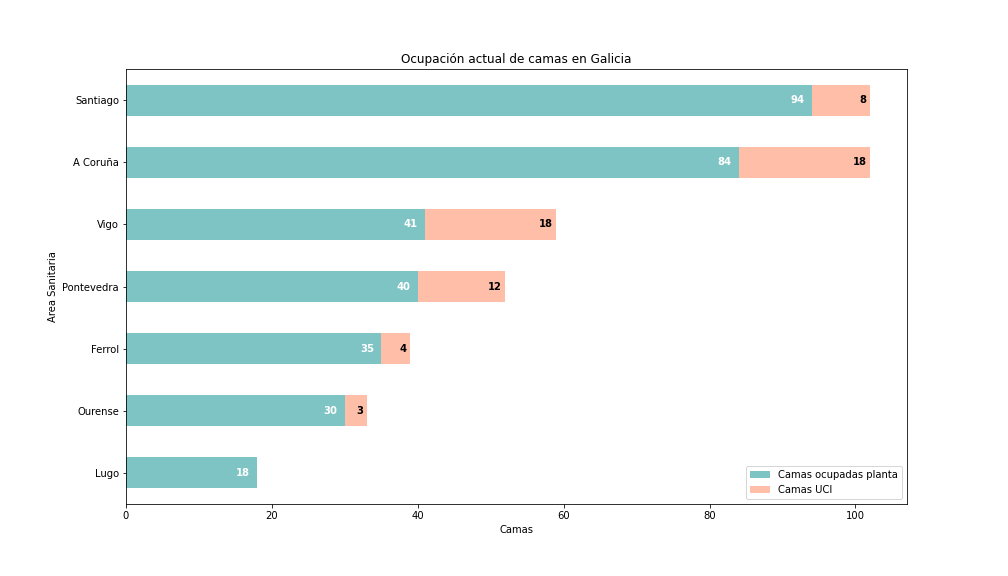 Ocupación actual de camas en Galicia
Santiago
94
8
A Coruña
84
18
Vigo
41
18
Pontevedra
40
12
Ferrol
35
4
Ourense
30
3
Lugo
18
Area Sanitaria
Camas ocupadas planta
Camas UCI
0 20 40 60 80 100
Camas